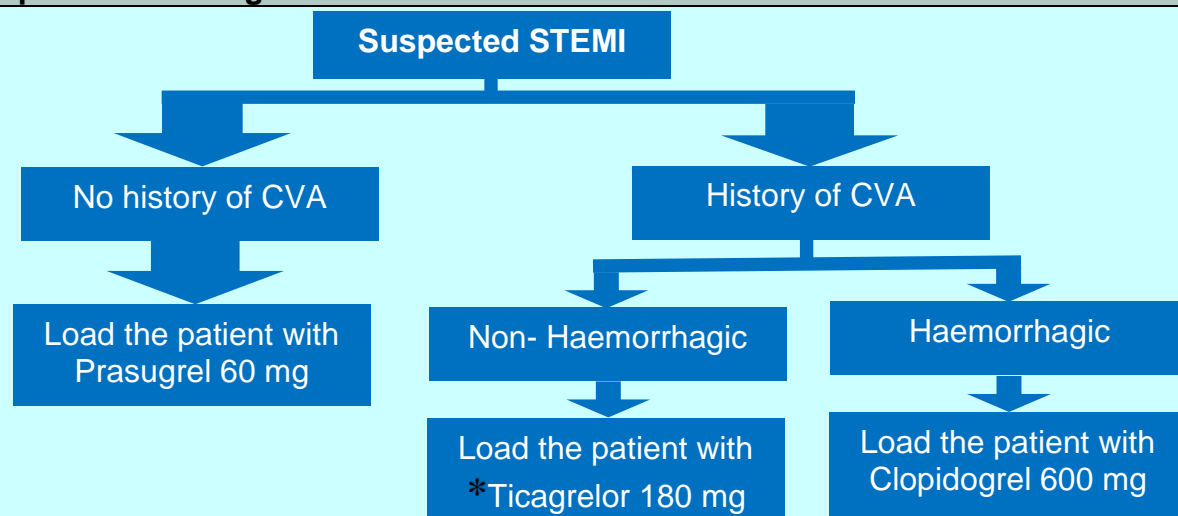 Suspected STEMI
No history of CVA
History of CVA
Load the patient with
Prasugrel 60 mg
Non- Haemorrhagic
Haemorrhagic
Load the patient with
*Ticagrelor 180 mg
Load the patient with
Clopidogrel 600 mg